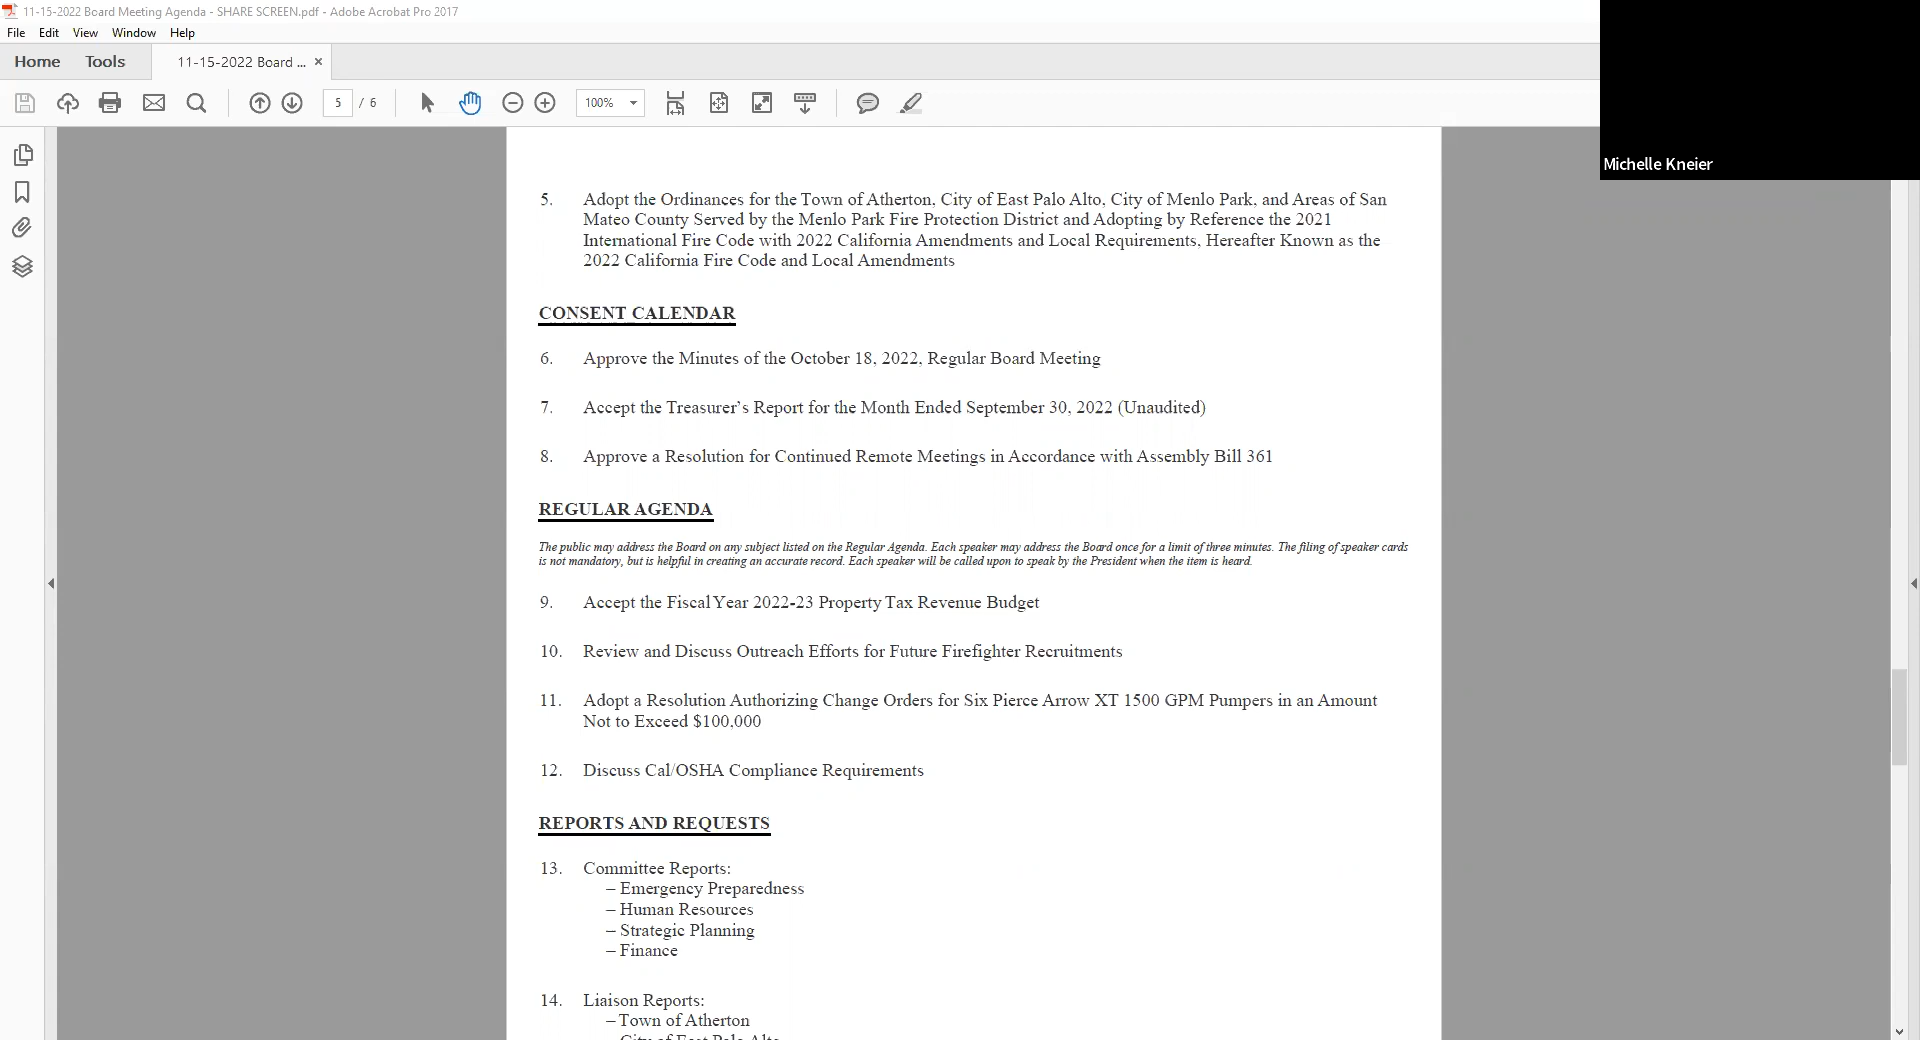 11-15-2022 Board Meeting Agenda - SHARE SCREEN.pdf - Adobe Acrobat Pro 2017
File Edit View Window Help
Home Tools 11-15-2022 Board ... ×
5 / 6 100%
Michelle Kneier
5. Adopt the Ordinances for the Town of Atherton, City of East Palo Alto, City of Menlo Park, and Areas of San
Mateo County Served by the Menlo Park Fire Protection District and Adopting by Reference the 2021
International Fire Code with 2022 California Amendments and Local Requirements, Hereafter Known as the
2022 California Fire Code and Local Amendments
CONSENT CALENDAR
6. Approve the Minutes of the October 18, 2022, Regular Board Meeting
7. Accept the Treasurer’s Report for the Month Ended September 30, 2022 (Unaudited)
8. Approve a Resolution for Continued Remote Meetings in Accordance with Assembly Bill 361
REGULAR AGENDA
The public may address the Board on any subject listed on the Regular Agenda. Each speaker may address the Board once for a limit of three minutes. The filing of speaker cards
is not mandatory, but is helpful in creating an accurate record. Each speaker will be called upon to speak by the President when the item is heard.
9. Accept the Fiscal Year 2022-23 Property Tax Revenue Budget
10. Review and Discuss Outreach Efforts for Future Firefighter Recruitments
11. Adopt a Resolution Authorizing Change Orders for Six Pierce Arrow XT 1500 GPM Pumpers in an Amount
Not to Exceed $100,000
12. Discuss Cal/OSHA Compliance Requirements
REPORTS AND REQUESTS
13. Committee Reports:
– Emergency Preparedness
– Human Resources
– Strategic Planning
– Finance
14. Liaison Reports:
– Town of Atherton
City of East Palo Alto